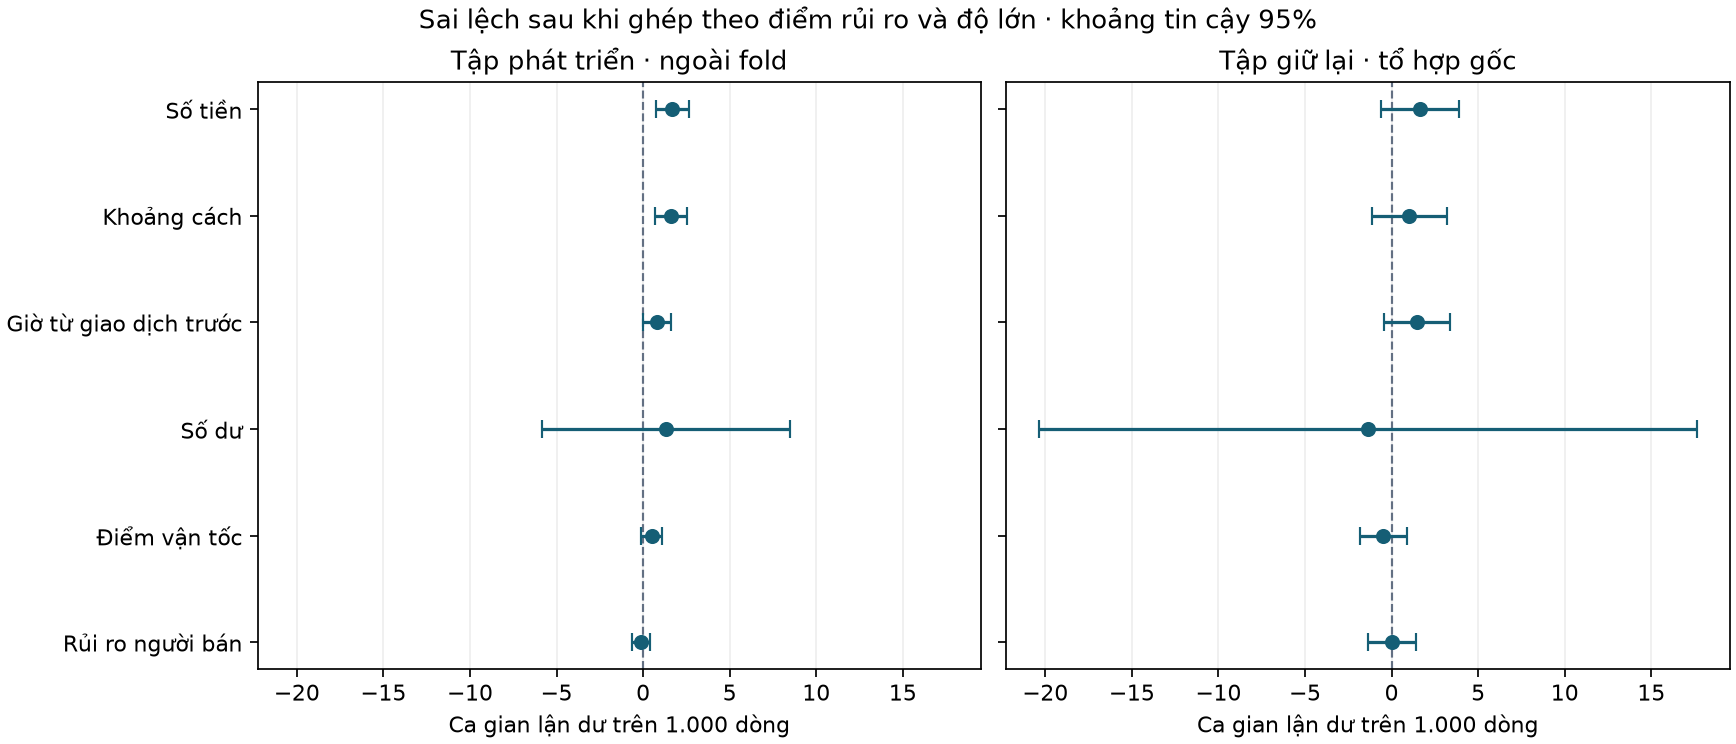 Sai lệch sau khi ghép theo điểm rủi ro và độ lớn · khoảng tin cậy 95%
Tập phát triển · ngoài fold
Tập giữ lại · tổ hợp gốc
Số tiền
Khoảng cách
Giờ từ giao dịch trước
Số dư
Điểm vận tốc
Rủi ro người bán
−20 −15 −10 −5 0 5 10 15
−20 −15 −10 −5 0 5 10 15
Ca gian lận dư trên 1.000 dòng
Ca gian lận dư trên 1.000 dòng